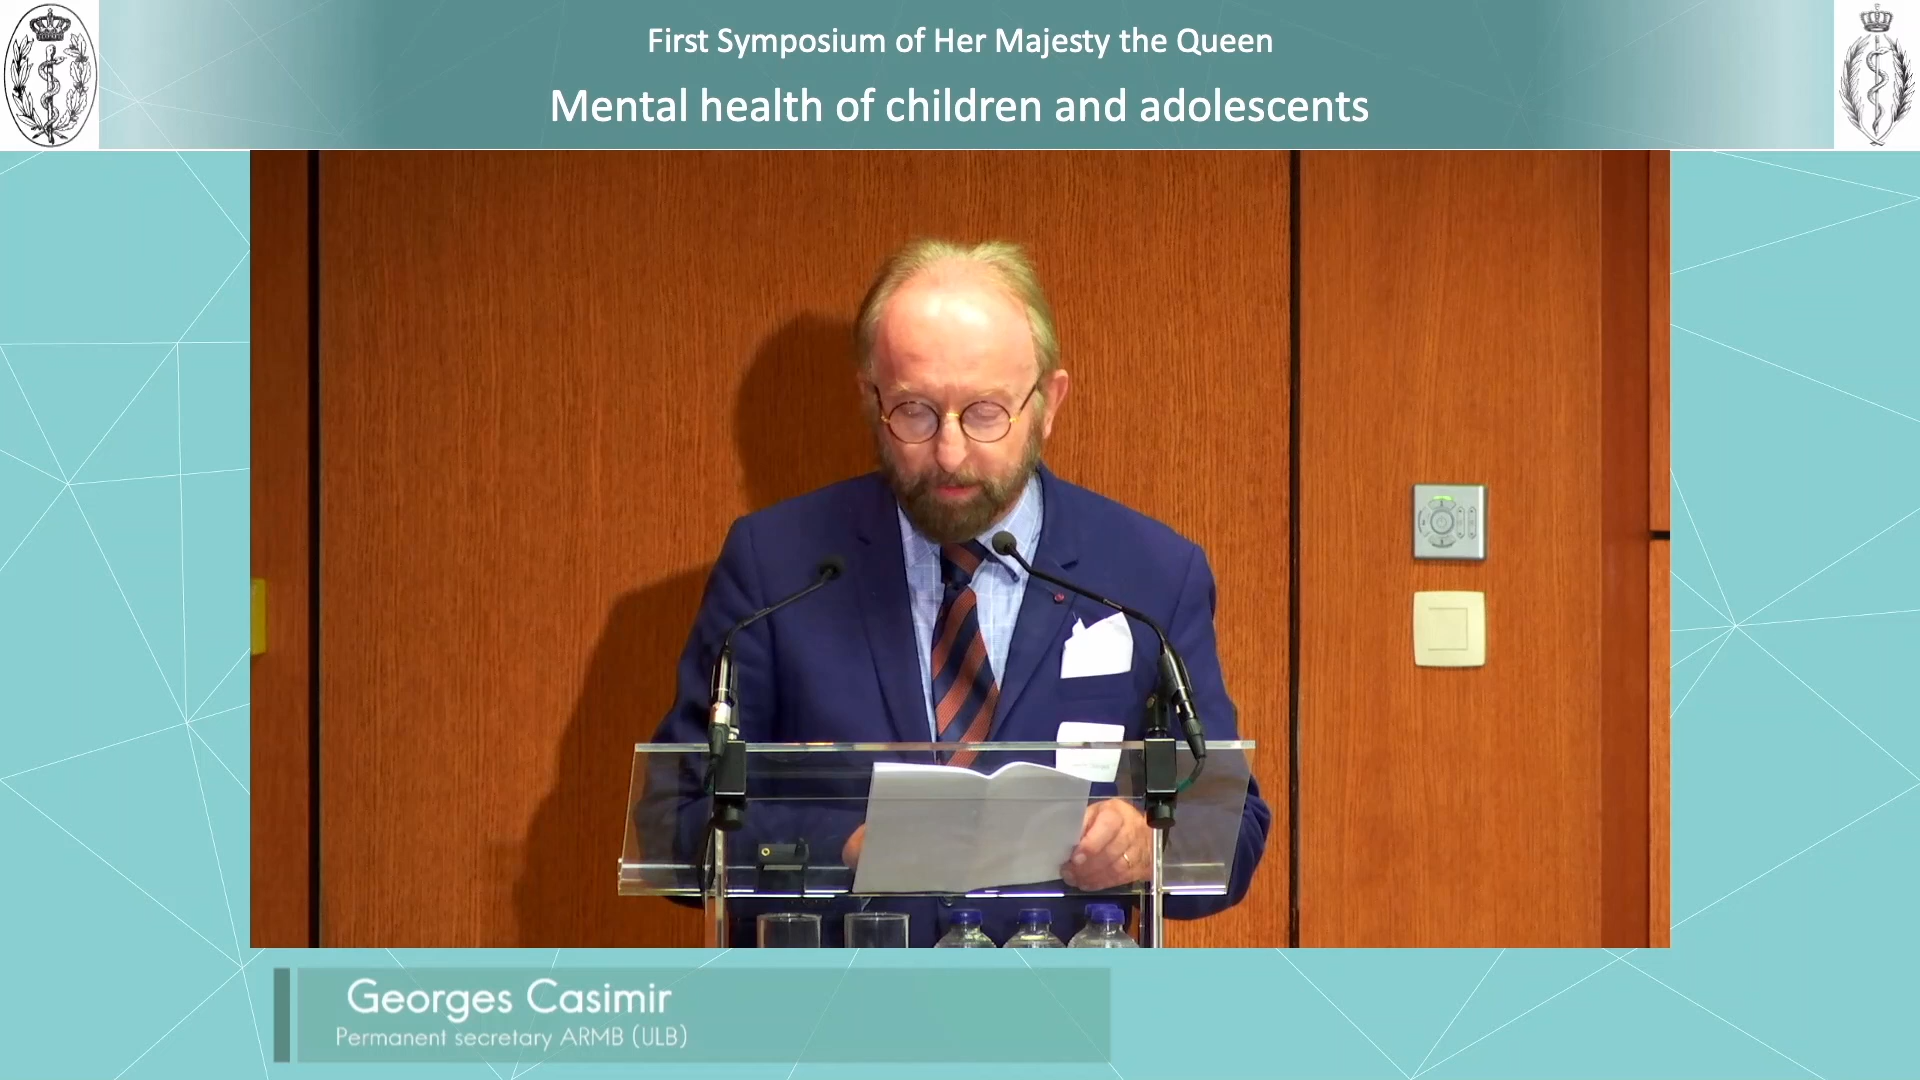 First Symposium of Her Majesty the Queen
Mental health of children and adolescents
Georges Casimir
Permanent secretary ARMB (ULB)